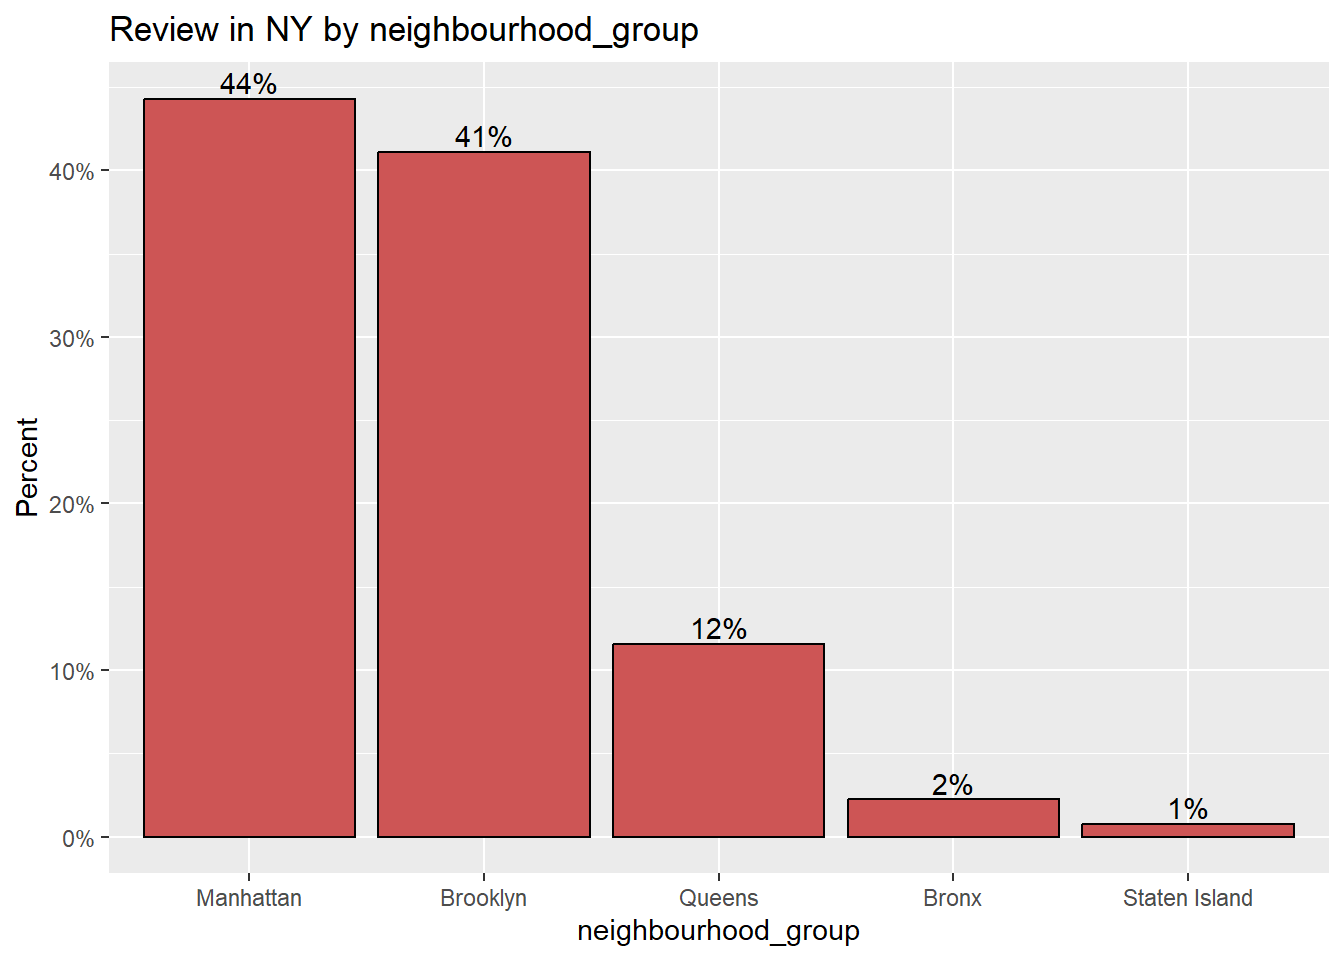 Review in NY by neighbourhood_group
44%
41%
12%
2%
1%
40%
30%
20%
10%
0%
Percent
Manhattan Brooklyn Queens Bronx Staten Island
neighbourhood_group